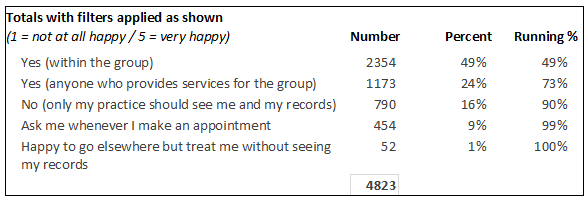 Totals with filters applied as shown
(1 = not at all happy / 5 = very happy) Number Percent Running %
Yes (within the group) 2354 49% 49%
Yes (anyone who provides services for the group) 1173 24% 73%
No (only my practice should see me and my records) 790 16% 90%
Ask me whenever I make an appointment 454 9% 99%
Happy to go elsewhere but treat me without seeing 52 1% 100%
my records
4823